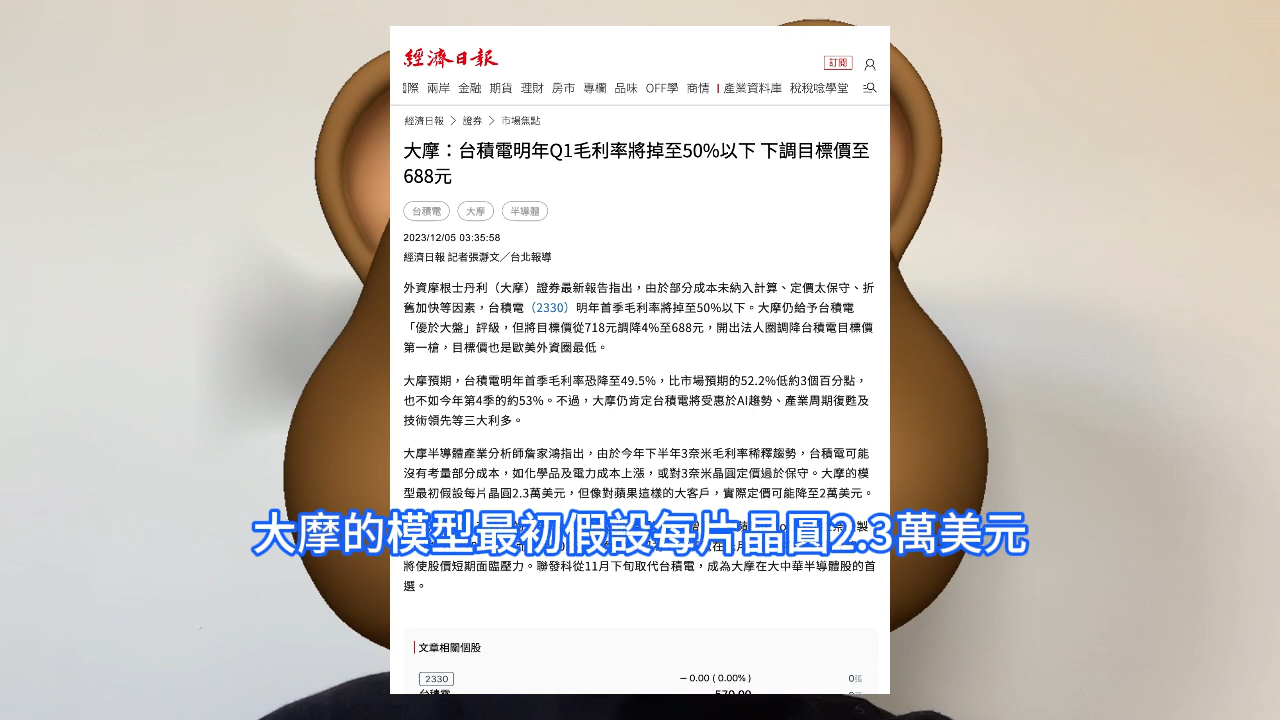 經濟日報
訂閱
際 兩岸 金融 期貨 理財 房市 專欄 品味 OFF學 商情 產業資料庫 稅稅唸學堂
經濟日報 > 證券 > 市場焦點
大摩：台積電明年Q1毛利率將掉至50%以下 下調目標價至
688元
台積電 大摩 半導體
2023/12/05 03:35:58
經濟日報 記者張瀞文／台北報導
外資摩根士丹利（大摩）證券最新報告指出，由於部分成本未納入計算、定價太保守、折
舊加快等因素，台積電（2330）明年首季毛利率將掉至50%以下。大摩仍給予台積電
「優於大盤」評級，但將目標價從718元調降4%至688元，開出法人圈調降台積電目標價
第一槍，目標價也是歐美外資圈最低。
大摩預期，台積電明年首季毛利率恐降至49.5%，比市場預期的52.2%低約3個百分點，
也不如今年第4季的約53%。不過，大摩仍肯定台積電將受惠於AI趨勢、產業周期復甦及
技術領先等三大利多。
大摩半導體產業分析師詹家鴻指出，由於今年下半年3奈米毛利率稀釋趨勢，台積電可能
沒有考量部分成本，如化學品及電力成本上漲，或對3奈米晶圓定價過於保守。大摩的模
型最初假設每片晶圓2.3萬美元，但像對蘋果這樣的大客戶，實際定價可能降至2萬美元。
大摩的模型最初假設每片晶圓2.3萬美元
將使股價短期面臨壓力。聯發科從11月下旬取代台積電，成為大摩在大中華半導體股的首
選。
文章相關個股
2330
－0.00 ( 0.00% )
0張
台積電
570.00